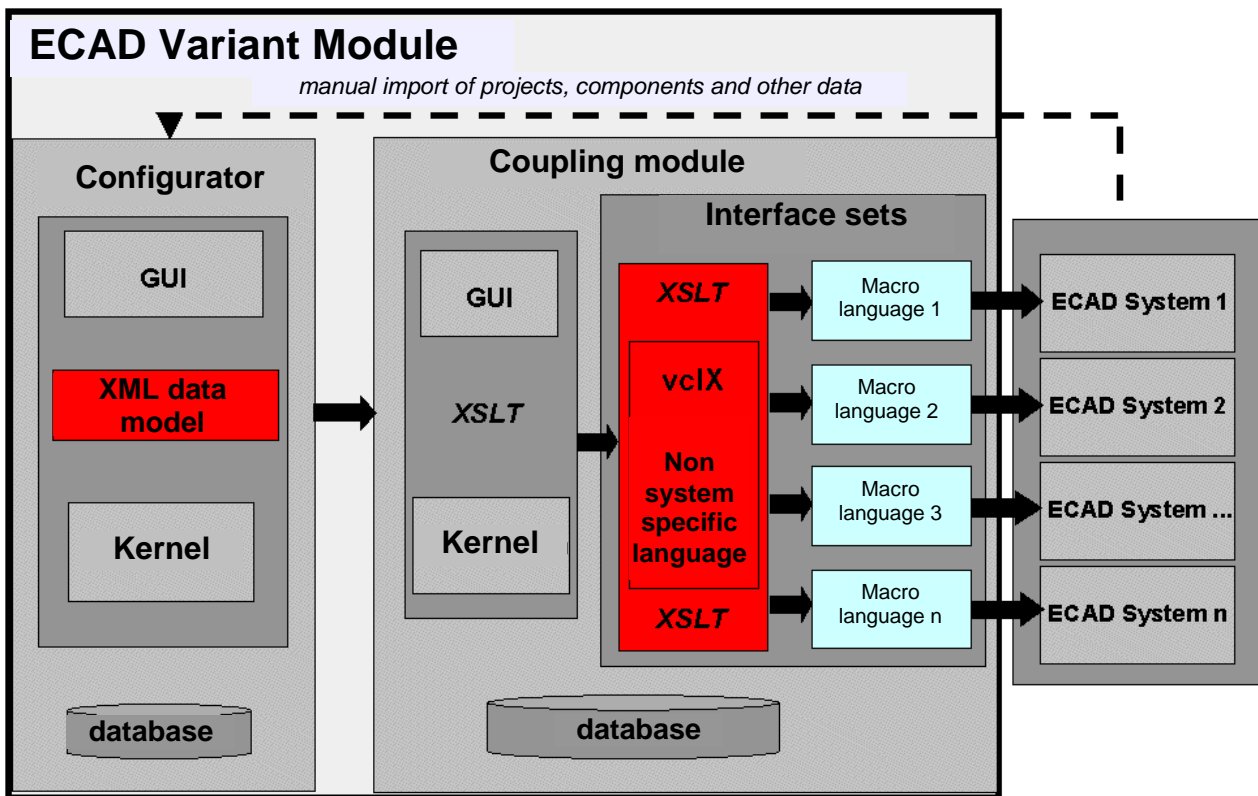 ECAD Variant Module
manual import of projects, components and other data
Configurator
GUI
XML data
model
Kernel
database
Coupling module
GUI
XSLT
Kernel
Interface sets
XSLT
vclX
Non
system
specific
language
XSLT
Macro
language 1
Macro
language 2
Macro
language 3
Macro
language n
database
ECAD System 1
ECAD System 2
ECAD System ...
ECAD System n